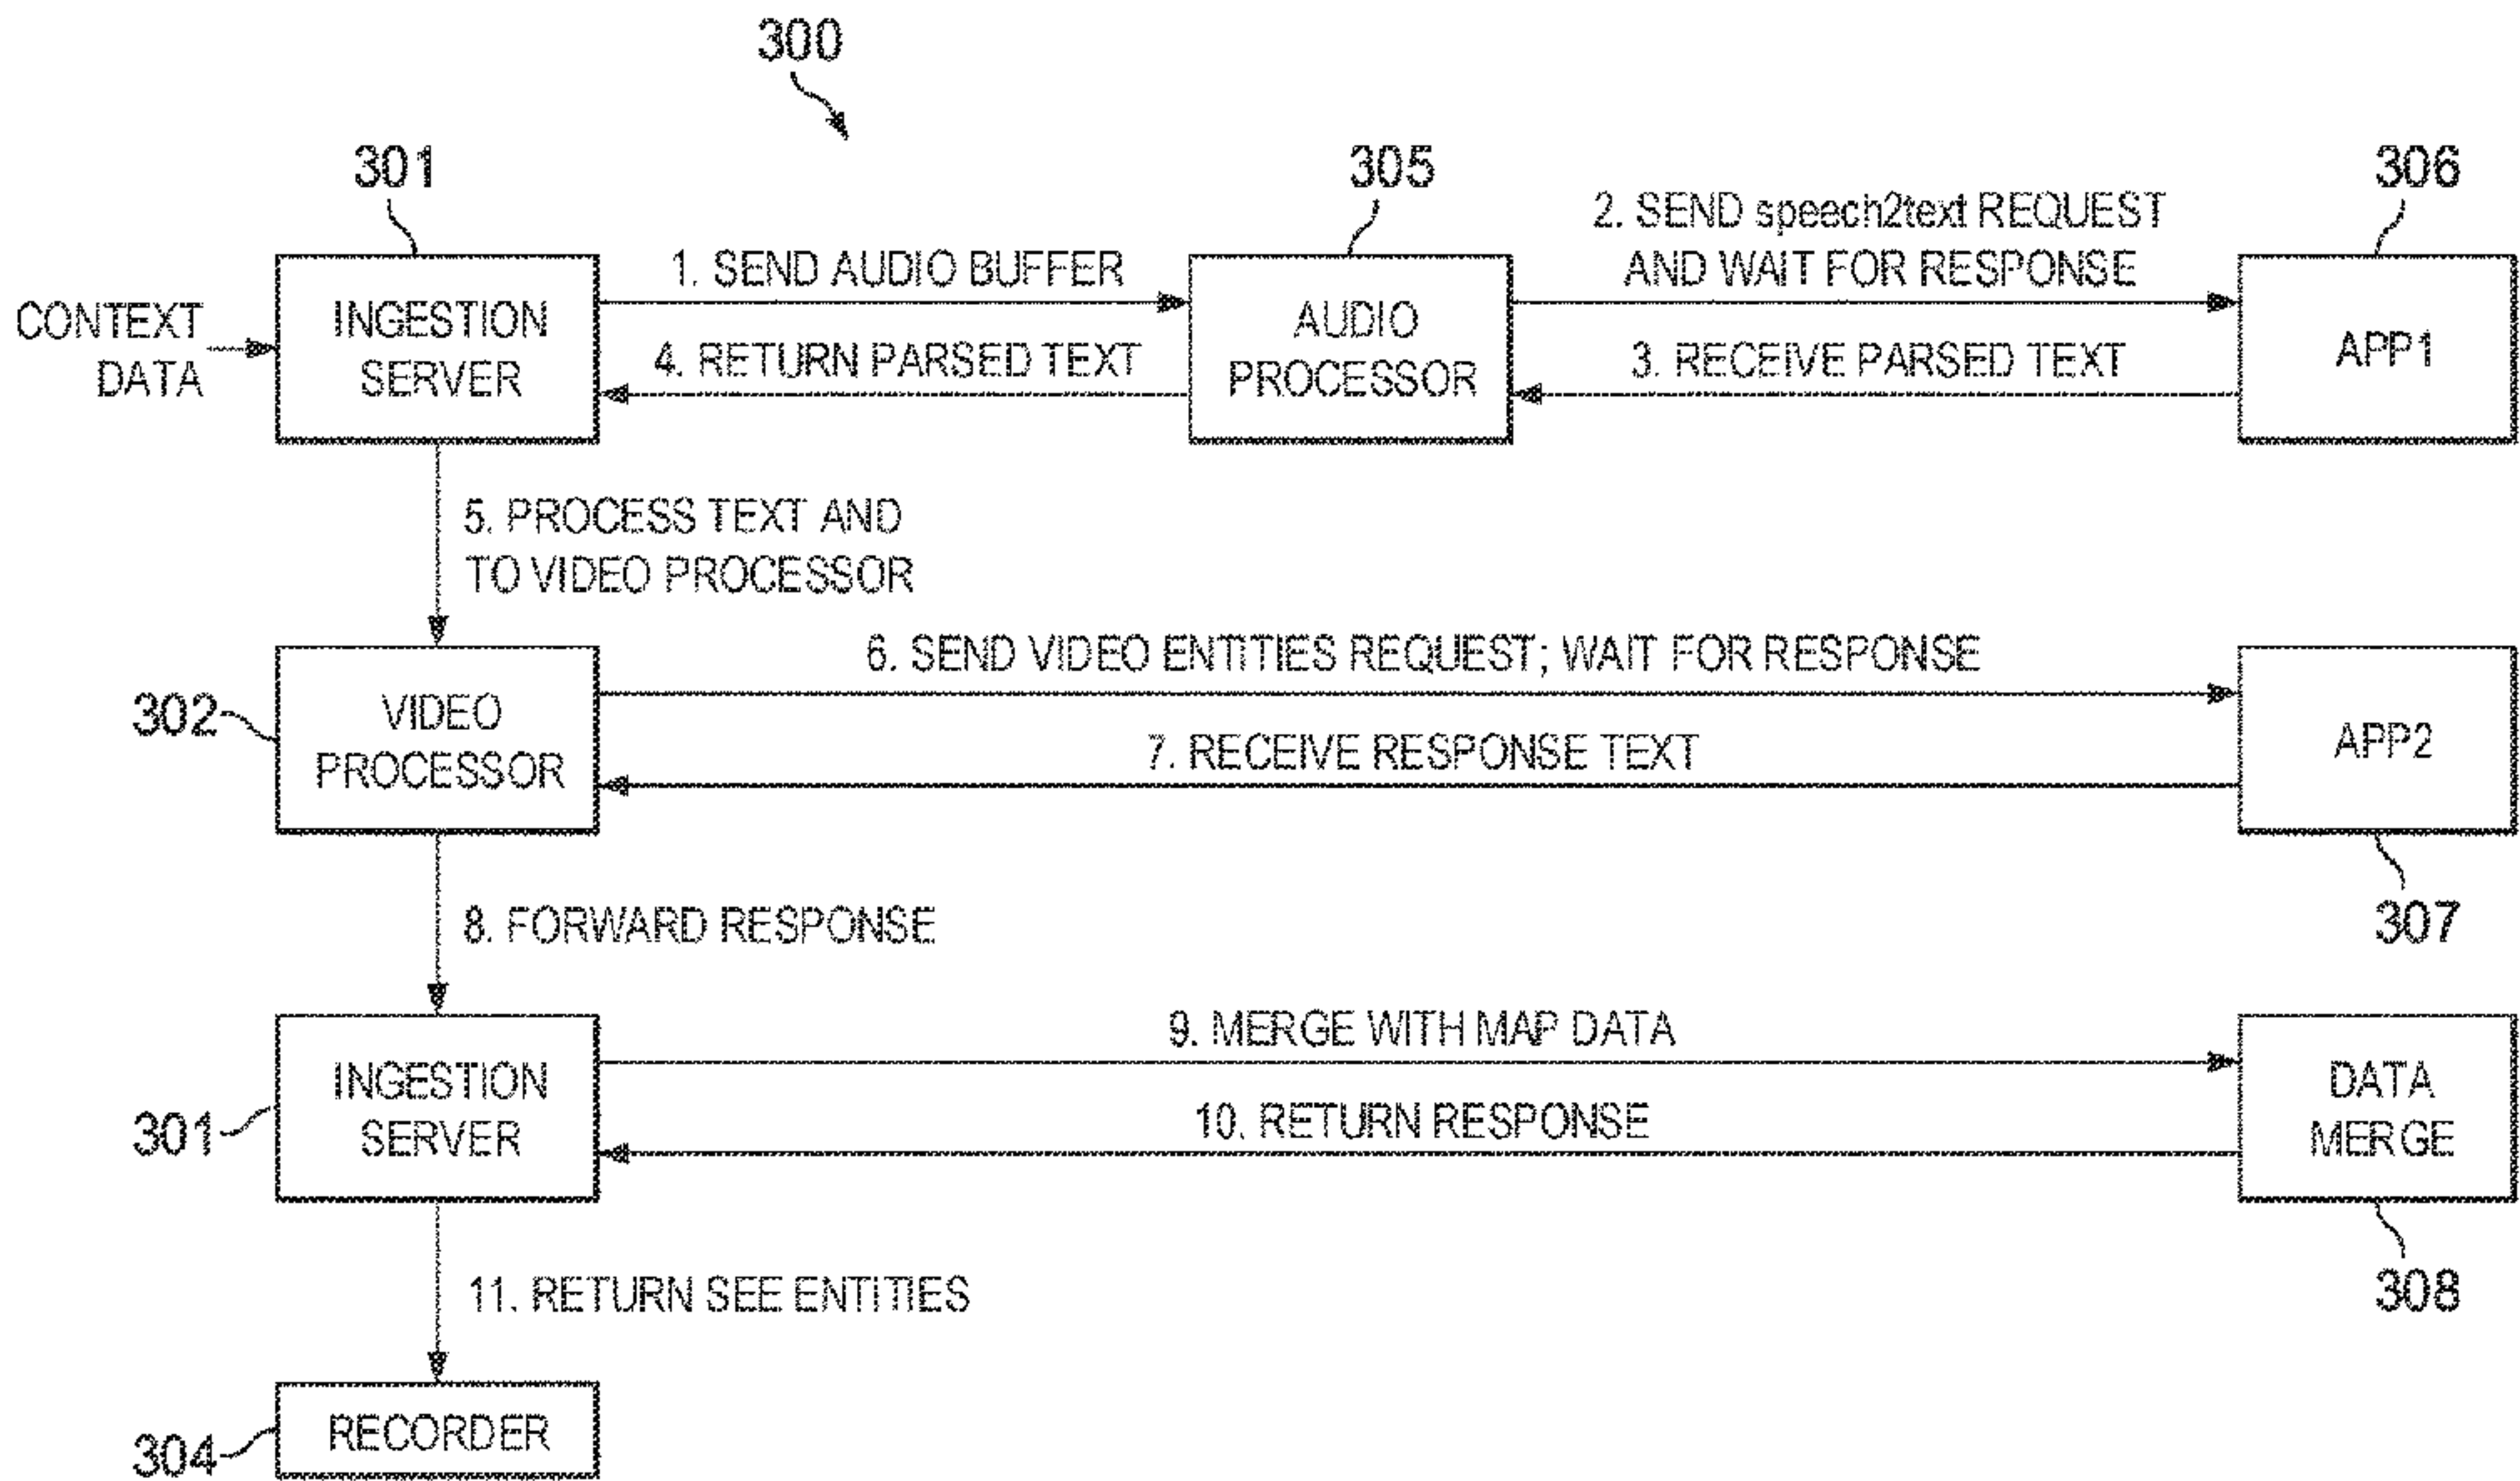 300
301
305
306
CONTEXT
DATA
INGESTION
SERVER
1. SEND AUDIO BUFFER
4. RETURN PARSED TEXT
AUDIO
PROCESSOR
2. SEND speech2text REQUEST
AND WAIT FOR RESPONSE
3. RECEIVE PARSED TEXT
APP1
5. PROCESS TEXT AND
TO VIDEO PROCESSOR
302
VIDEO
PROCESSOR
6. SEND VIDEO ENTITIES REQUEST; WAIT FOR RESPONSE
7. RECEIVE RESPONSE TEXT
APP2
307
8. FORWARD RESPONSE
301
INGESTION
SERVER
9. MERGE WITH MAP DATA
10. RETURN RESPONSE
DATA
MERGE
308
11. RETURN SEE ENTITIES
304
RECORDER